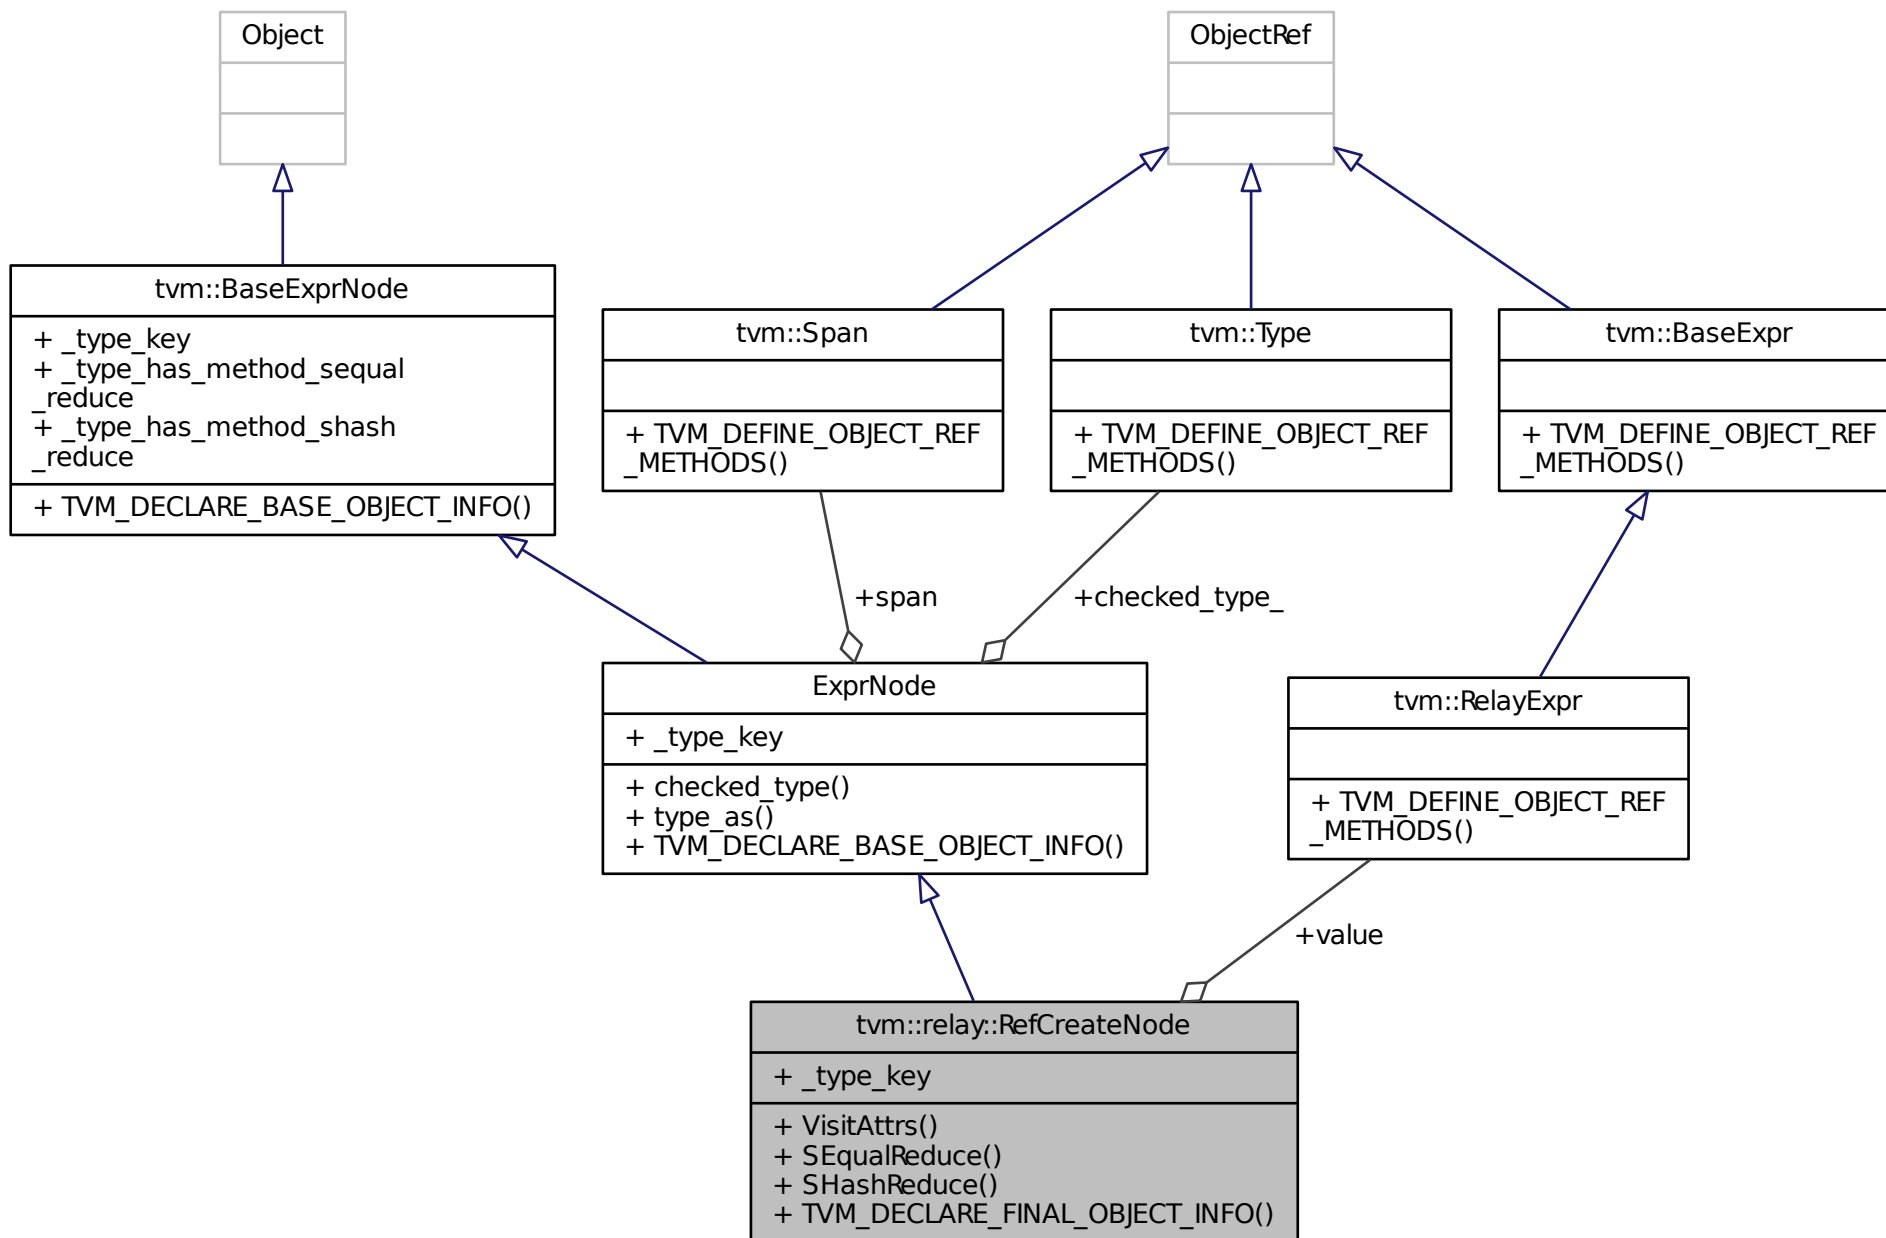 Object
ObjectRef
tvm::BaseExprNode
+ _type_key
+ _type_has_method_sequal
_reduce
+ _type_has_method_shash
_reduce
+ TVM_DECLARE_BASE_OBJECT_INFO()
tvm::Span
+ TVM_DEFINE_OBJECT_REF
_METHODS()
tvm::Type
+ TVM_DEFINE_OBJECT_REF
_METHODS()
tvm::BaseExpr
+ TVM_DEFINE_OBJECT_REF
_METHODS()
+span
+checked_type_
ExprNode
+ _type_key
+ checked_type()
+ type_as()
+ TVM_DECLARE_BASE_OBJECT_INFO()
tvm::RelayExpr
+ TVM_DEFINE_OBJECT_REF
_METHODS()
+value
tvm::relay::RefCreateNode
+ _type_key
+ VisitAttrs()
+ SEqualReduce()
+ SHashReduce()
+ TVM_DECLARE_FINAL_OBJECT_INFO()